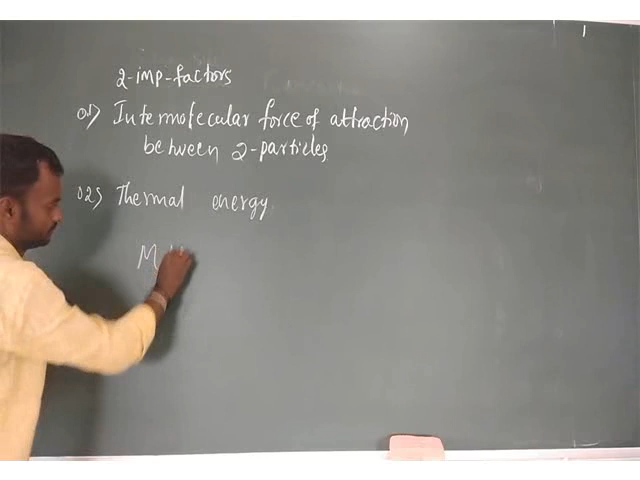 2-imp-factors
01) Intermolecular force of attraction
between 2-particles
02) Thermal energy
M